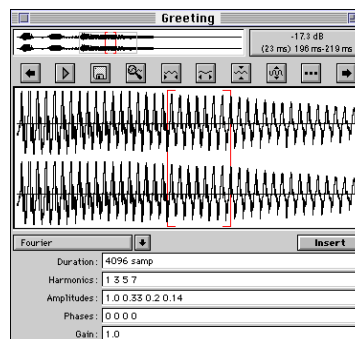 Greeting
-17.3 dB
(23 ms) 196 ms-219 ms
Fourier Insert
Duration: 4096 samp
Harmonics: 1 3 5 7
Amplitudes: 1.0 0.33 0.2 0.14
Phases: 0 0 0 0
Gain: 1.0